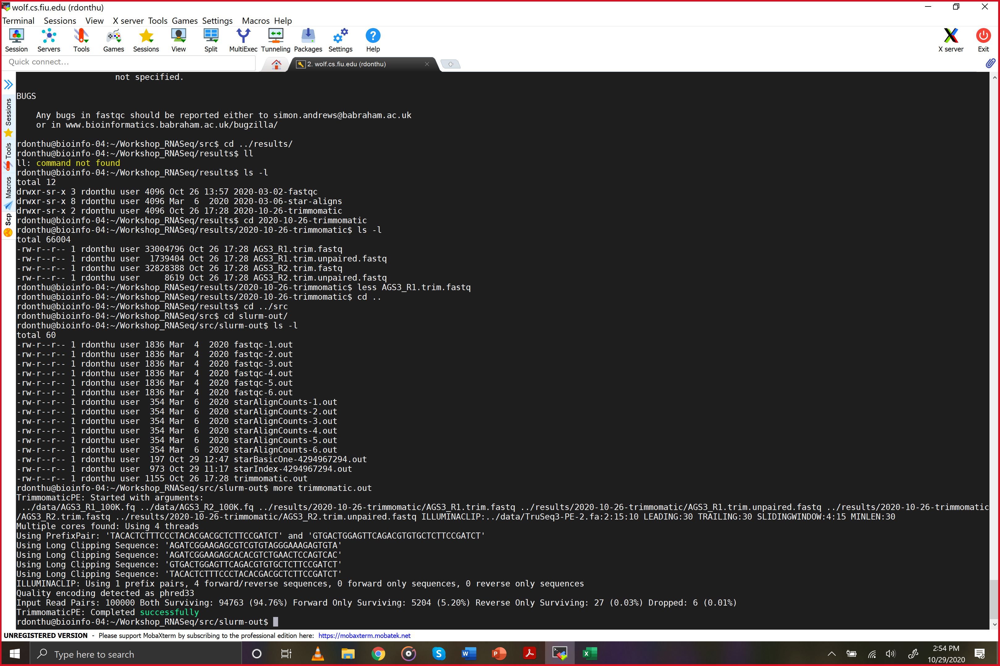 wolf.cs.fiu.edu (rdonthu)
Terminal Sessions View X server Tools Games Settings Macros Help
Session Servers Tools Games Sessions View Split MultiExec Tunneling Packages Settings Help X server Exit
Quick connect...
2. wolf.cs.fiu.edu (rdonthu)
Sessions
Tools
Macros
Scp
not specified.
BUGS
Any bugs in fastqc should be reported either to simon.andrews@babraham.ac.uk
or in www.bioinformatics.babraham.ac.uk/bugzilla/
rdonthu@bioinfo-04:~/Workshop_RNASeq/src$ cd ../results/
rdonthu@bioinfo-04:~/Workshop_RNASeq/results$ ll
ll: command not found
rdonthu@bioinfo-04:~/Workshop_RNASeq/results$ ls -l
total 12
drwxr-sr-x 3 rdonthu user 4096 Oct 26 13:57 2020-03-02-fastqc
drwxr-sr-x 8 rdonthu user 4096 Mar  6  2020 2020-03-06-star-aligns
drwxr-sr-x 2 rdonthu user 4096 Oct 26 17:28 2020-10-26-trimmomatic
rdonthu@bioinfo-04:~/Workshop_RNASeq/results$ cd 2020-10-26-trimmomatic
rdonthu@bioinfo-04:~/Workshop_RNASeq/results/2020-10-26-trimmomatic$ ls -l
total 66004
-rw-r--r-- 1 rdonthu user 33004796 Oct 26 17:28 AGS3_R1.trim.fastq
-rw-r--r-- 1 rdonthu user  1739404 Oct 26 17:28 AGS3_R1.trim.unpaired.fastq
-rw-r--r-- 1 rdonthu user 32828388 Oct 26 17:28 AGS3_R2.trim.fastq
-rw-r--r-- 1 rdonthu user     8619 Oct 26 17:28 AGS3_R2.trim.unpaired.fastq
rdonthu@bioinfo-04:~/Workshop_RNASeq/results/2020-10-26-trimmomatic$ less AGS3_R1.trim.fastq
rdonthu@bioinfo-04:~/Workshop_RNASeq/results/2020-10-26-trimmomatic$ cd ..
rdonthu@bioinfo-04:~/Workshop_RNASeq/results$ cd ../src
rdonthu@bioinfo-04:~/Workshop_RNASeq/src$ cd slurm-out/
rdonthu@bioinfo-04:~/Workshop_RNASeq/src/slurm-out$ ls -l
total 60
-rw-r--r-- 1 rdonthu user 1836 Mar  4  2020 fastqc-1.out
-rw-r--r-- 1 rdonthu user 1836 Mar  4  2020 fastqc-2.out
-rw-r--r-- 1 rdonthu user 1836 Mar  4  2020 fastqc-3.out
-rw-r--r-- 1 rdonthu user 1836 Mar  4  2020 fastqc-4.out
-rw-r--r-- 1 rdonthu user 1836 Mar  4  2020 fastqc-5.out
-rw-r--r-- 1 rdonthu user 1836 Mar  4  2020 fastqc-6.out
-rw-r--r-- 1 rdonthu user  354 Mar  6  2020 starAlignCounts-1.out
-rw-r--r-- 1 rdonthu user  354 Mar  6  2020 starAlignCounts-2.out
-rw-r--r-- 1 rdonthu user  354 Mar  6  2020 starAlignCounts-3.out
-rw-r--r-- 1 rdonthu user  354 Mar  6  2020 starAlignCounts-4.out
-rw-r--r-- 1 rdonthu user  354 Mar  6  2020 starAlignCounts-5.out
-rw-r--r-- 1 rdonthu user  354 Mar  6  2020 starAlignCounts-6.out
-rw-r--r-- 1 rdonthu user  197 Oct 29 12:47 starBasicOne-4294967294.out
-rw-r--r-- 1 rdonthu user  973 Oct 29 11:17 starIndex-4294967294.out
-rw-r--r-- 1 rdonthu user 1155 Oct 26 17:28 trimmomatic.out
rdonthu@bioinfo-04:~/Workshop_RNASeq/src/slurm-out$ more trimmomatic.out
TrimmomaticPE: Started with arguments:
../data/AGS3_R1_100K.fq ../data/AGS3_R2_100K.fq ../results/2020-10-26-trimmomatic/AGS3_R1.trim.fastq ../results/2020-10-26-trimmomatic/AGS3_R1.trim.unpaired.fastq ../results/2020-10-26-trimmomatic
/AGS3_R2.trim.fastq ../results/2020-10-26-trimmomatic/AGS3_R2.trim.unpaired.fastq ILLUMINACLIP:../data/TruSeq3-PE-2.fa:2:15:10 LEADING:30 TRAILING:30 SLIDINGWINDOW:4:15 MINLEN:30
Multiple cores found: Using 4 threads
Using PrefixPair: 'TACACTCTTTCCCTACACGACGCTCTTCCGATCT' and 'GTGACTGGAGTTCAGACGTGTGCTCTTCCGATCT'
Using Long Clipping Sequence: 'AGATCGGAAGAGCGTCGTGTAGGGAAAGAGTGTA'
Using Long Clipping Sequence: 'AGATCGGAAGAGCACACGTCTGAACTCCAGTCAC'
Using Long Clipping Sequence: 'GTGACTGGAGTTCAGACGTGTGCTCTTCCGATCT'
Using Long Clipping Sequence: 'TACACTCTTTCCCTACACGACGCTCTTCCGATCT'
ILLUMINACLIP: Using 1 prefix pairs, 4 forward/reverse sequences, 0 forward only sequences, 0 reverse only sequences
Quality encoding detected as phred33
Input Read Pairs: 100000 Both Surviving: 94763 (94.76%) Forward Only Surviving: 5204 (5.20%) Reverse Only Surviving: 27 (0.03%) Dropped: 6 (0.01%)
TrimmomaticPE: Completed successfully
rdonthu@bioinfo-04:~/Workshop_RNASeq/src/slurm-out$
UNREGISTERED VERSION - Please support MobaXterm by subscribing to the professional edition here: https://mobaxterm.mobatek.net
Type here to search
2:54 PM
10/29/2020